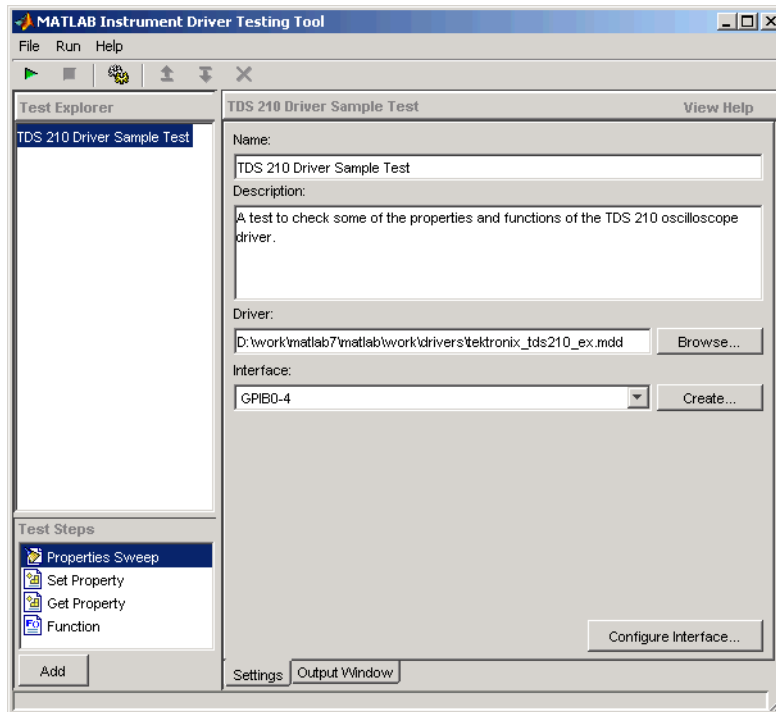 MATLAB Instrument Driver Testing Tool
File Run Help
Test Explorer
TDS 210 Driver Sample Test
TDS 210 Driver Sample Test
View Help
Name:
TDS 210 Driver Sample Test
Description:
A test to check some of the properties and functions of the TDS 210 oscilloscope
driver.
Driver:
D:\work\matlab7\matlab\work\drivers\tektronix_tds210_ex.mdd
Browse...
Interface:
GPIB0-4
Create...
Test Steps
Properties Sweep
Set Property
Get Property
Function
Add
Configure Interface...
Settings
Output Window